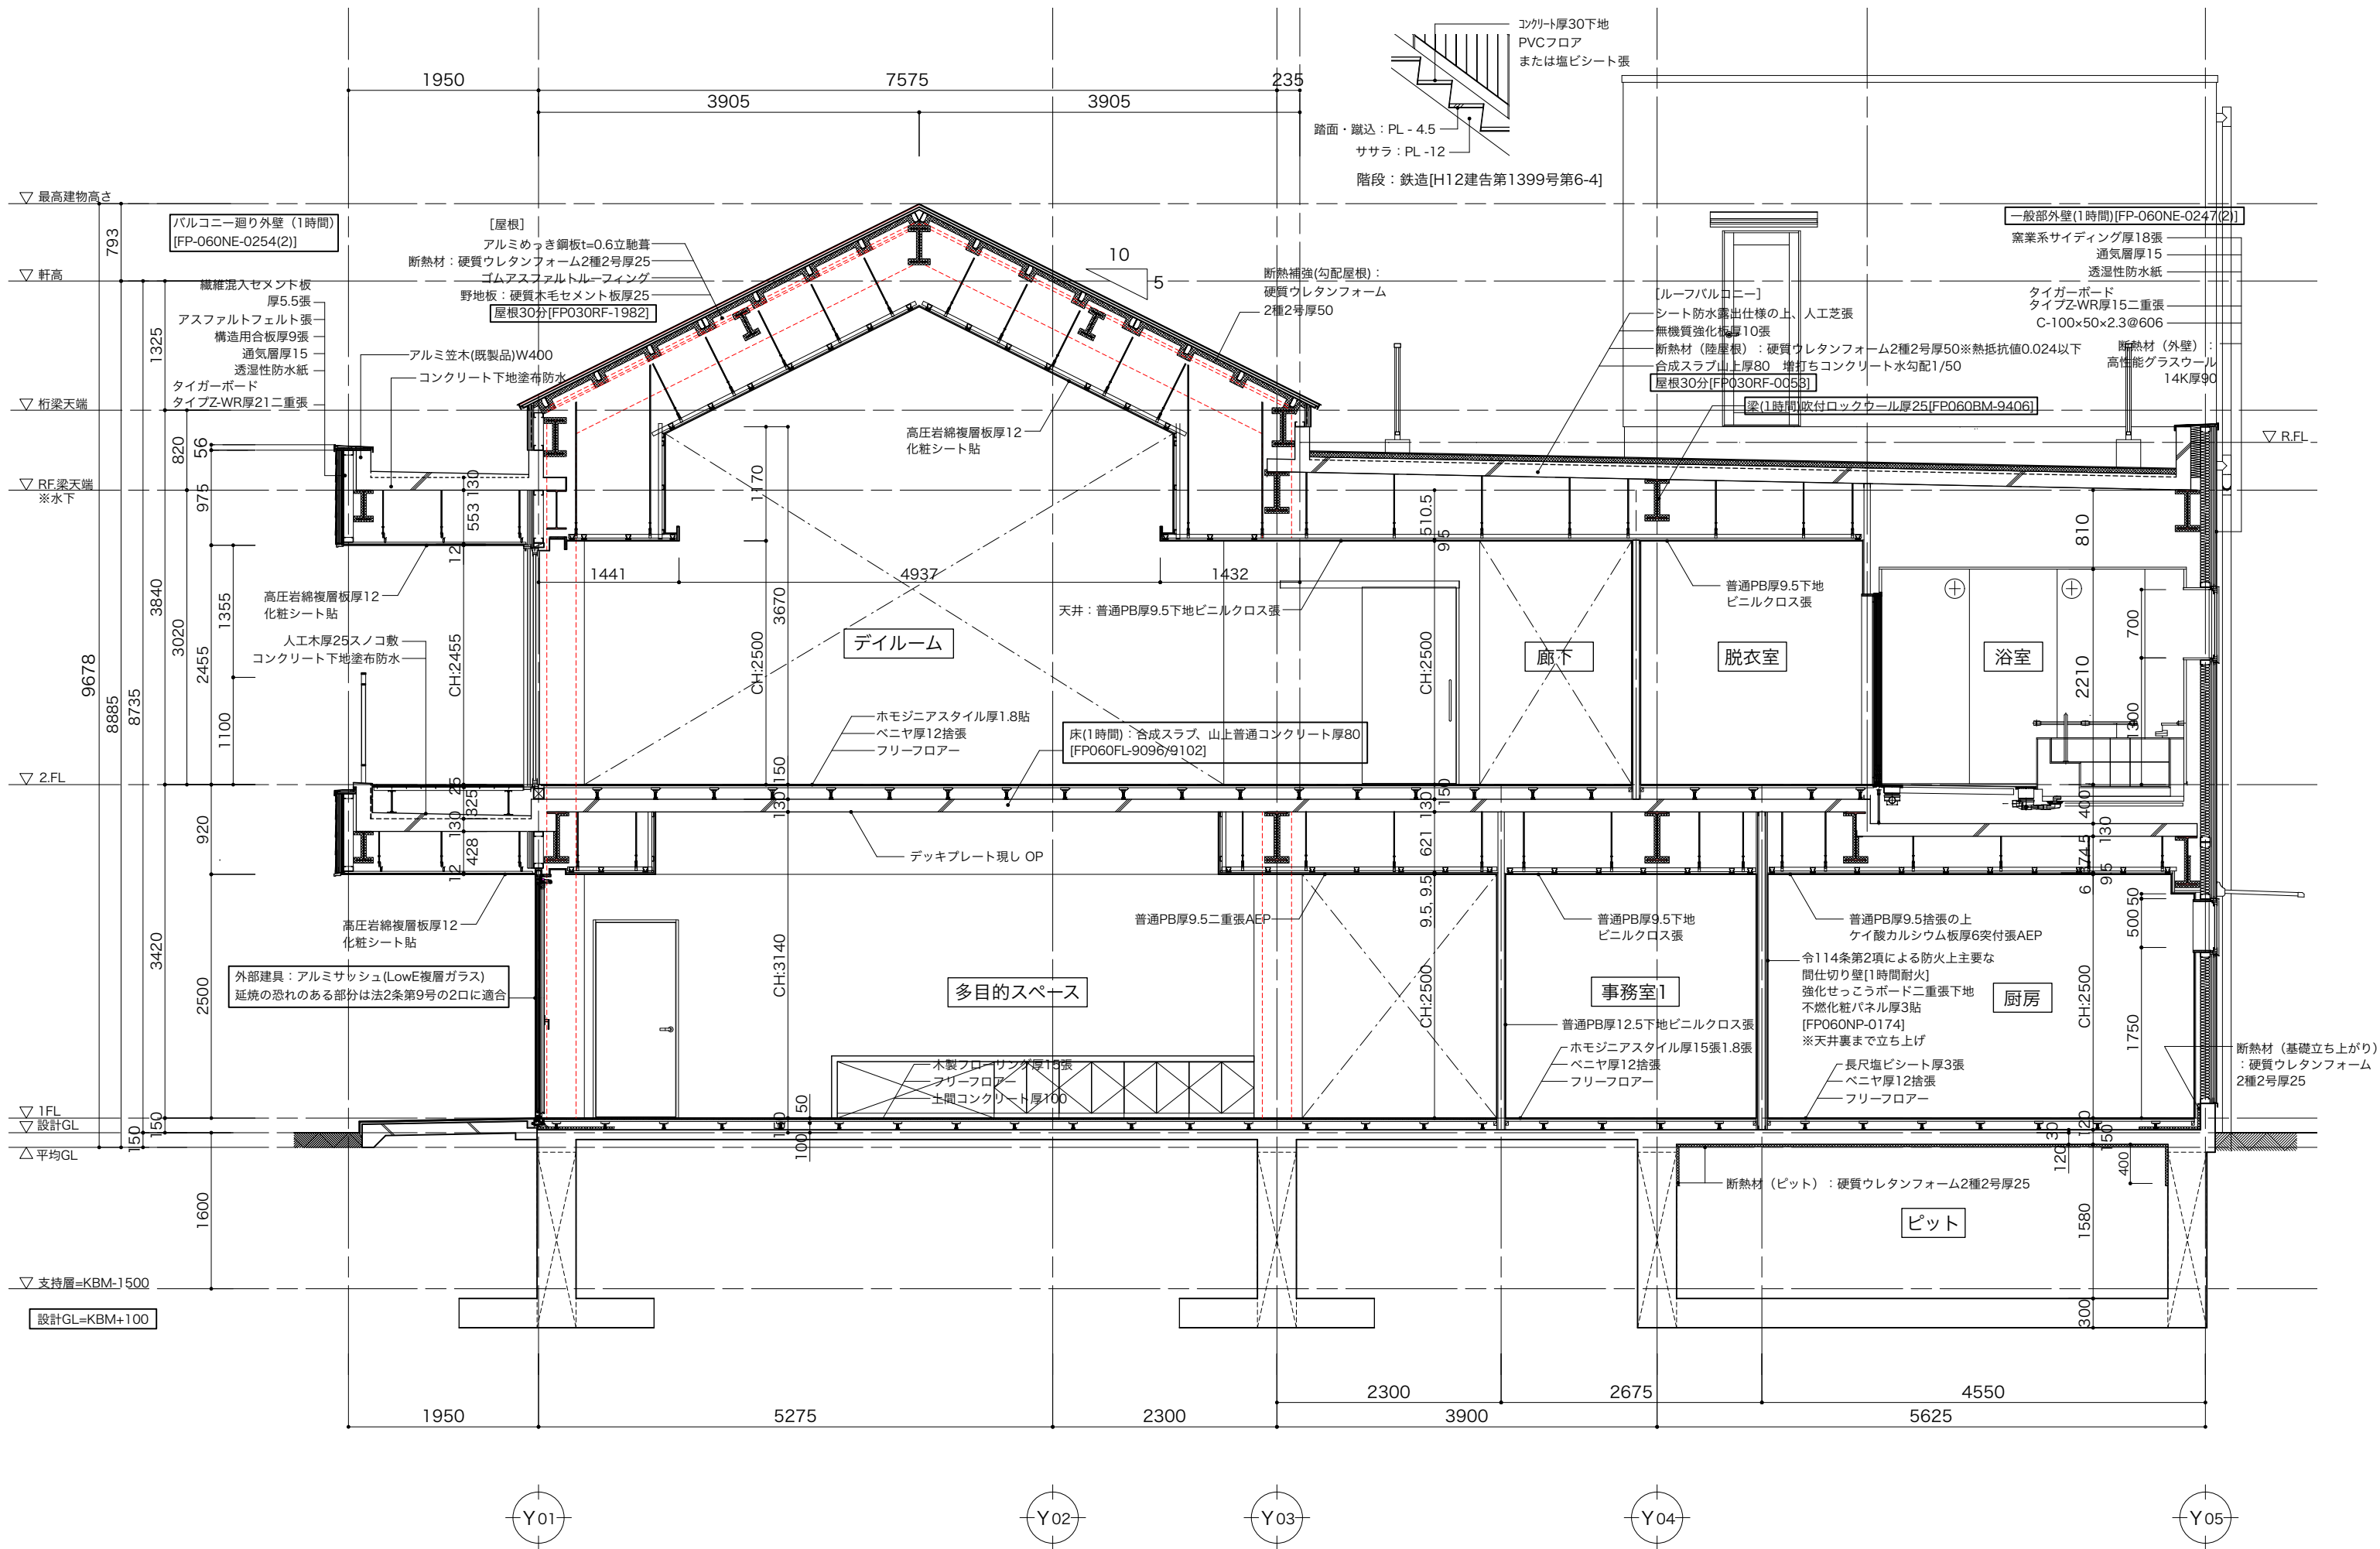 コンクリート厚30下地
PVCフロア
または塩ビシート張
踏面・蹴込：PL - 4.5
ササラ：PL -12
階段：鉄造[H12建告第1399号第6-4]
1950
7575
235
3905
3905
▽ 最高建物高さ
▽ 軒高
▽ 桁梁天端
▽ RF.梁天端
※水下
▽ 2.FL
▽ 1FL
▽ 設計GL
△ 平均GL
▽ 支持層=KBM-1500
設計GL=KBM+100
▽ R.FL
バルコニー廻り外壁（1時間）
[FP-060NE-0254(2)]
繊維混入セメント板
厚5.5張
アスファルトフェルト張
構造用合板厚9張
通気層厚15
透湿性防水紙
タイガーボード
タイプZ-WR厚21二重張
アルミ笠木(既製品)W400
コンクリート下地塗布防水
［屋根］
アルミめっき鋼板t=0.6立馳葺
断熱材：硬質ウレタンフォーム2種2号厚25
ゴムアスファルトルーフィング
野地板：硬質木毛セメント板厚25
屋根30分[FP030RF-1982]
10
5
断熱補強(勾配屋根)：
硬質ウレタンフォーム
2種2号厚50
［ルーフバルコニー］
シート防水露出仕様の上、人工芝張
無機質強化板厚10張
断熱材（陸屋根）：硬質ウレタンフォーム2種2号厚50※熱抵抗値0.024以下
合成スラブ山上厚80　増打ちコンクリート水勾配1/50
屋根30分[FP030RF-0053]
梁(1時間)吹付ロックウール厚25[FP060BM-9406]
一般部外壁(1時間)[FP-060NE-0247(2)]
窯業系サイディング厚18張
通気層厚15
透湿性防水紙
タイガーボード
タイプZ-WR厚15二重張
C-100×50×2.3@606
断熱材（外壁）：
高性能グラスウール
14K厚90
高圧岩綿複層板厚12
化粧シート貼
高圧岩綿複層板厚12
化粧シート貼
人工木厚25スノコ敷
コンクリート下地塗布防水
天井：普通PB厚9.5下地ビニルクロス張
普通PB厚9.5下地
ビニルクロス張
デイルーム
廊下
脱衣室
浴室
ホモジニアスタイル厚1.8貼
ベニヤ厚12捨張
フリーフロアー
床(1時間)：合成スラブ、山上普通コンクリート厚80
[FP060FL-9096/9102]
デッキプレート現し OP
高圧岩綿複層板厚12
化粧シート貼
外部建具：アルミサッシュ(LowE複層ガラス)
延焼の恐れのある部分は法2条第9号の2ロに適合
普通PB厚9.5二重張AEP
普通PB厚9.5下地
ビニルクロス張
普通PB厚9.5捨張の上
ケイ酸カルシウム板厚6突付張AEP
令114条第2項による防火上主要な
間仕切り壁[1時間耐火]
強化せっこうボード二重張下地
不燃化粧パネル厚3貼
[FP060NP-0174]
※天井裏まで立ち上げ
多目的スペース
事務室1
厨房
普通PB厚12.5下地ビニルクロス張
ホモジニアスタイル厚15張1.8張
ベニヤ厚12捨張
フリーフロアー
木製フローリング厚15張
フリーフロアー
土間コンクリート厚100
長尺塩ビシート厚3張
ベニヤ厚12捨張
フリーフロアー
断熱材（基礎立ち上がり）
：硬質ウレタンフォーム
2種2号厚25
断熱材（ピット）：硬質ウレタンフォーム2種2号厚25
ピット
9678
793
8885
8735
1325
3840
3420
150
150
820
3020
56
975
2455
920
2500
1600
1355
1100
130
553
12
CH:2455
25
325
130
428
12
1170
CH:2500
3670
150
130
CH:3140
50
100
1441
4937
1432
510.5
9.5
CH:2500
150
130
621
9.5, 9.5
CH:2500
810
2210
700
1300
400
130
9.5
6
50
500
CH:2500
1750
120
30
150
120
400
1580
300
2300
2675
4550
1950
5275
2300
3900
5625
Y01
Y02
Y03
Y04
Y05